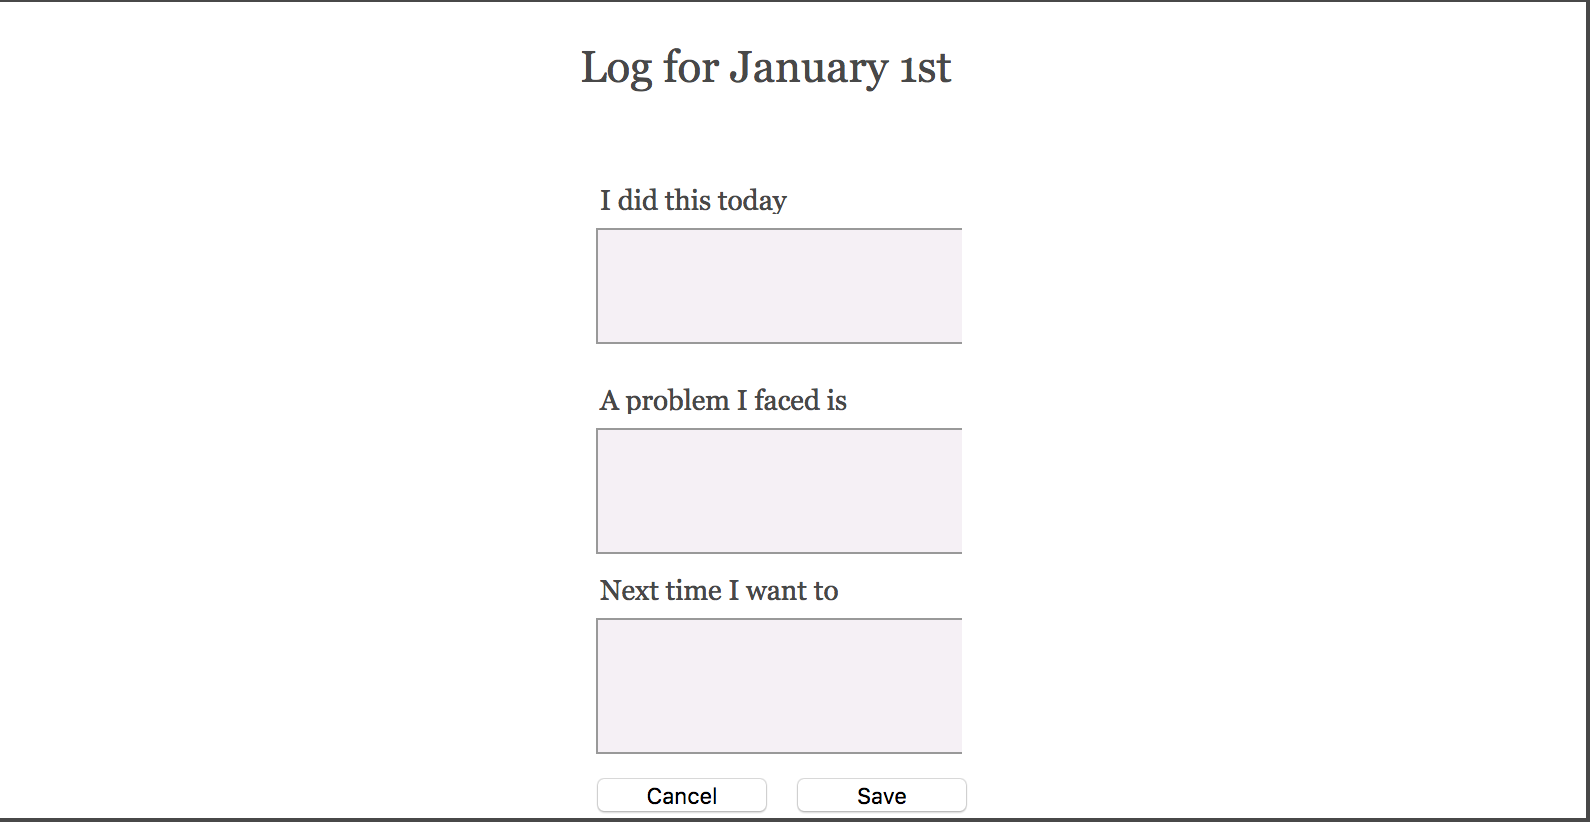 Log for January 1st
I did this today
A problem I faced is
Next time I want to
Cancel Save